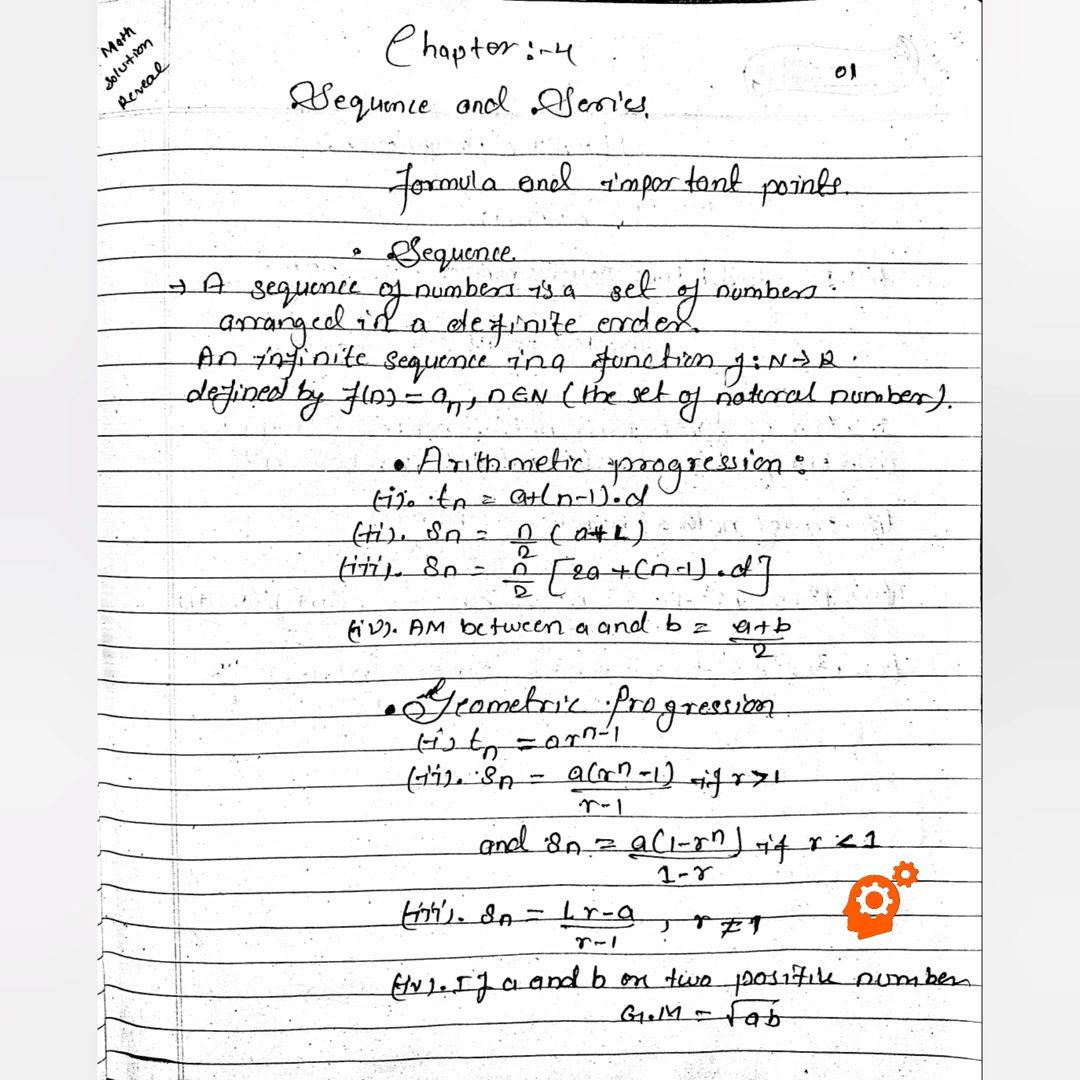 Math
Solution
Reveal
Chapter :- 4
01
Sequence and Series.
Formula and important points.
• Sequence.
→ A sequence of numbers is a set of numbers
arranged in a definite order.
An infinite sequence in a function f : N → R.
defined by f(n) = aₙ, n ∈ N (the set of natural number).
• Arithmetic progression :
(i). tₙ = a+(n-1).d
(ii). Sₙ = n/2 (a+L)
(iii). Sₙ = n/2 [2a+(n-1).d]
(iv). AM between a and b = a+b/2
• Geometric Progression
(i) tₙ = arⁿ⁻¹
(ii). Sₙ = a(rⁿ-1)/r-1 if r>1
and Sₙ = a(1-rⁿ)/1-r if r<1
(iii). Sₙ = Lr-a/r-1 , r≠1
(iv). If a and b on two positive number
G.M = √ab